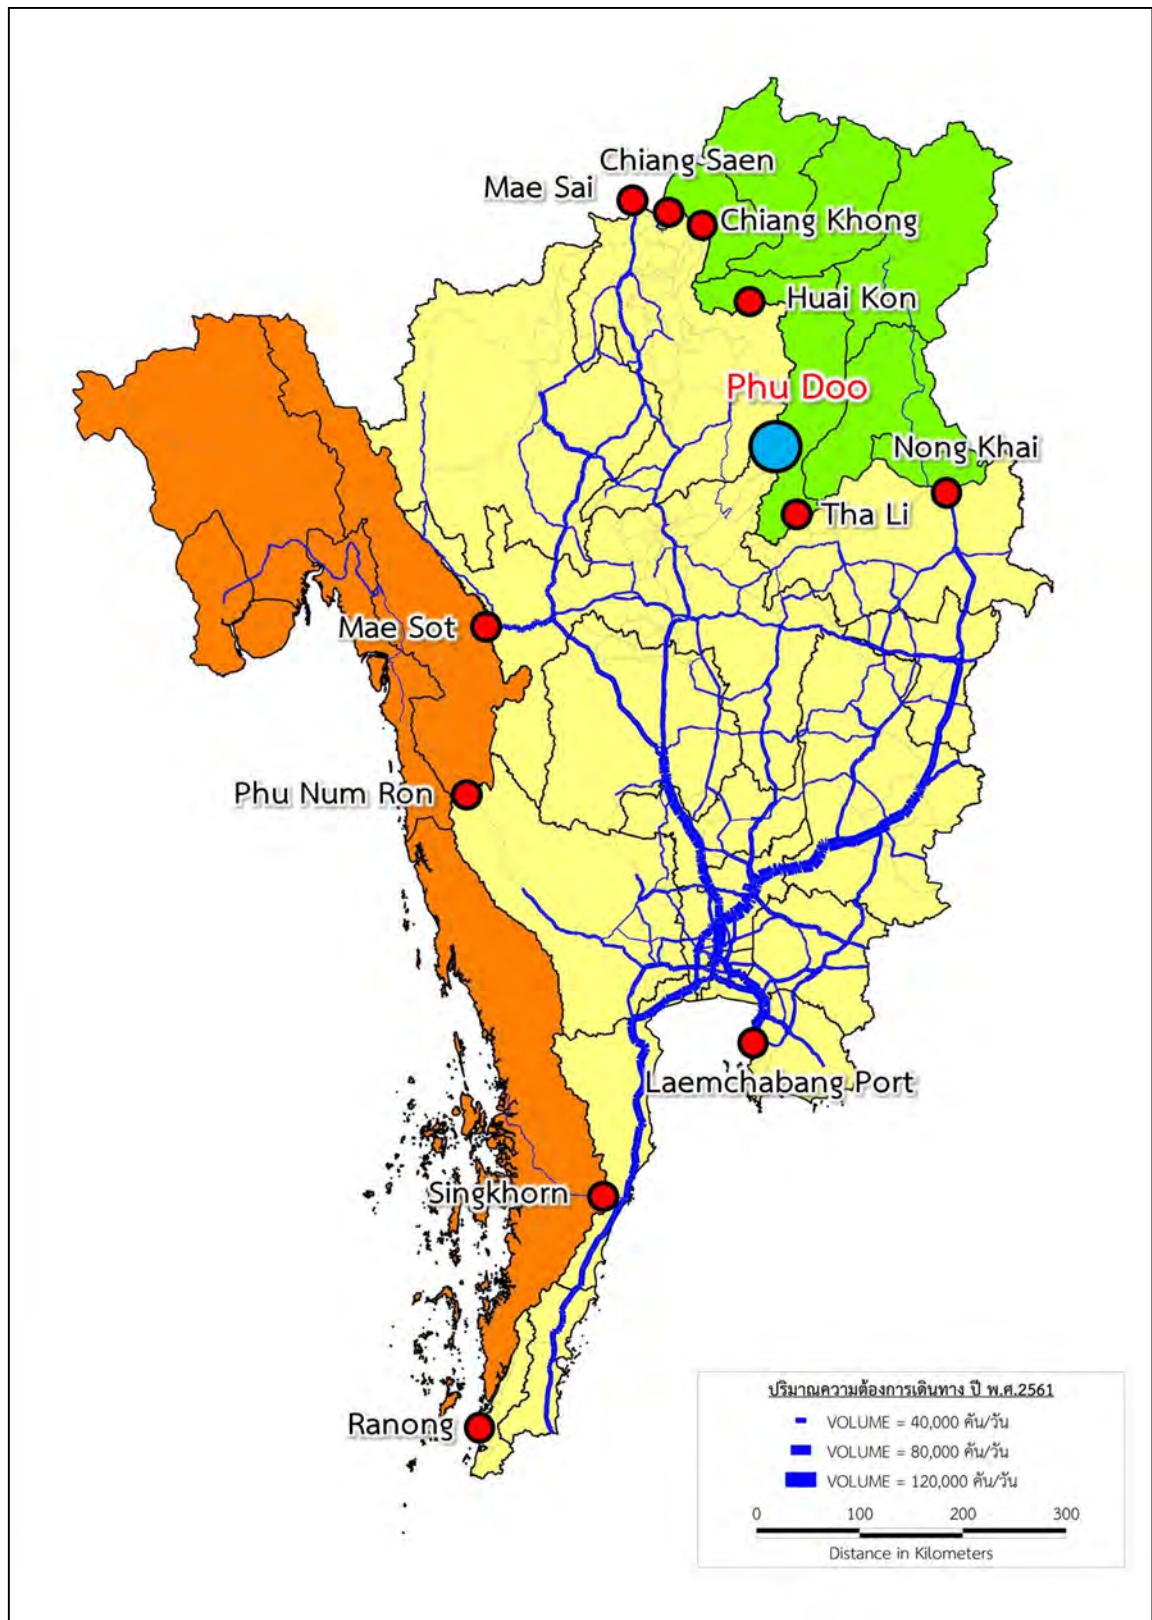 Chiang Saen
Mae Sai
Chiang Khong
Huai Kon
Phu Doo
Nong Khai
Tha Li
Mae Sot
Phu Num Ron
Laemchabang Port
Singkhorn
Ranong
ปริมาณความต้องการเดินทาง ปี พ.ศ.2561
VOLUME = 40,000 คัน/วัน
VOLUME = 80,000 คัน/วัน
VOLUME = 120,000 คัน/วัน
0 100 200 300
Distance in Kilometers